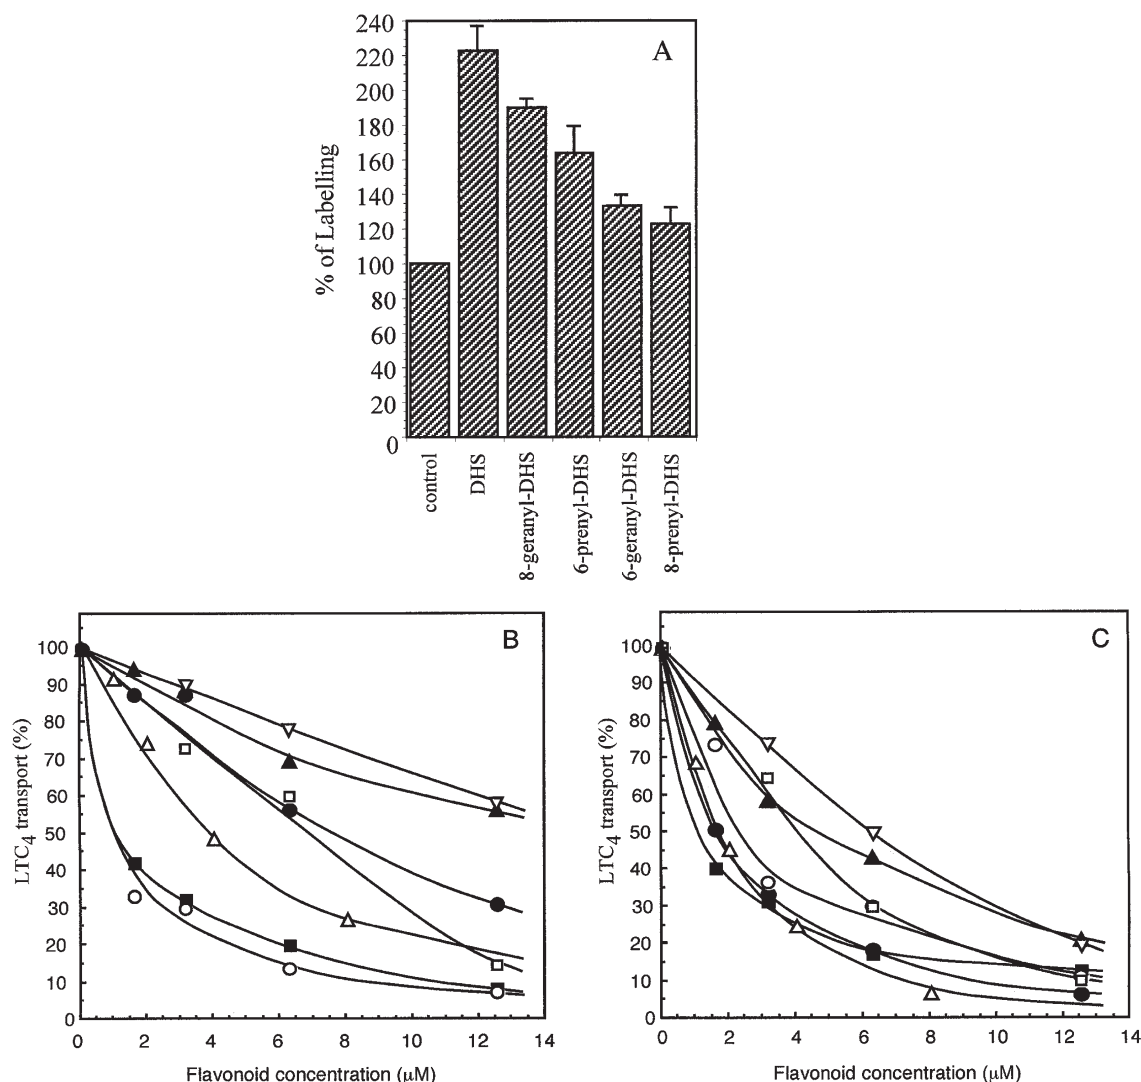 A
% of Labelling
240
220
200
180
160
140
120
100
80
60
40
20
0
control
DHS
8-geranyl-DHS
6-prenyl-DHS
6-geranyl-DHS
8-prenyl-DHS
B
LTC4 transport (%)
100
90
80
70
60
50
40
30
20
10
0
0 2 4 6 8 10 12 14
Flavonoid concentration (μM)
C
LTC4 transport (%)
100
90
80
70
60
50
40
30
20
10
0
0 2 4 6 8 10 12 14
Flavonoid concentration (μM)